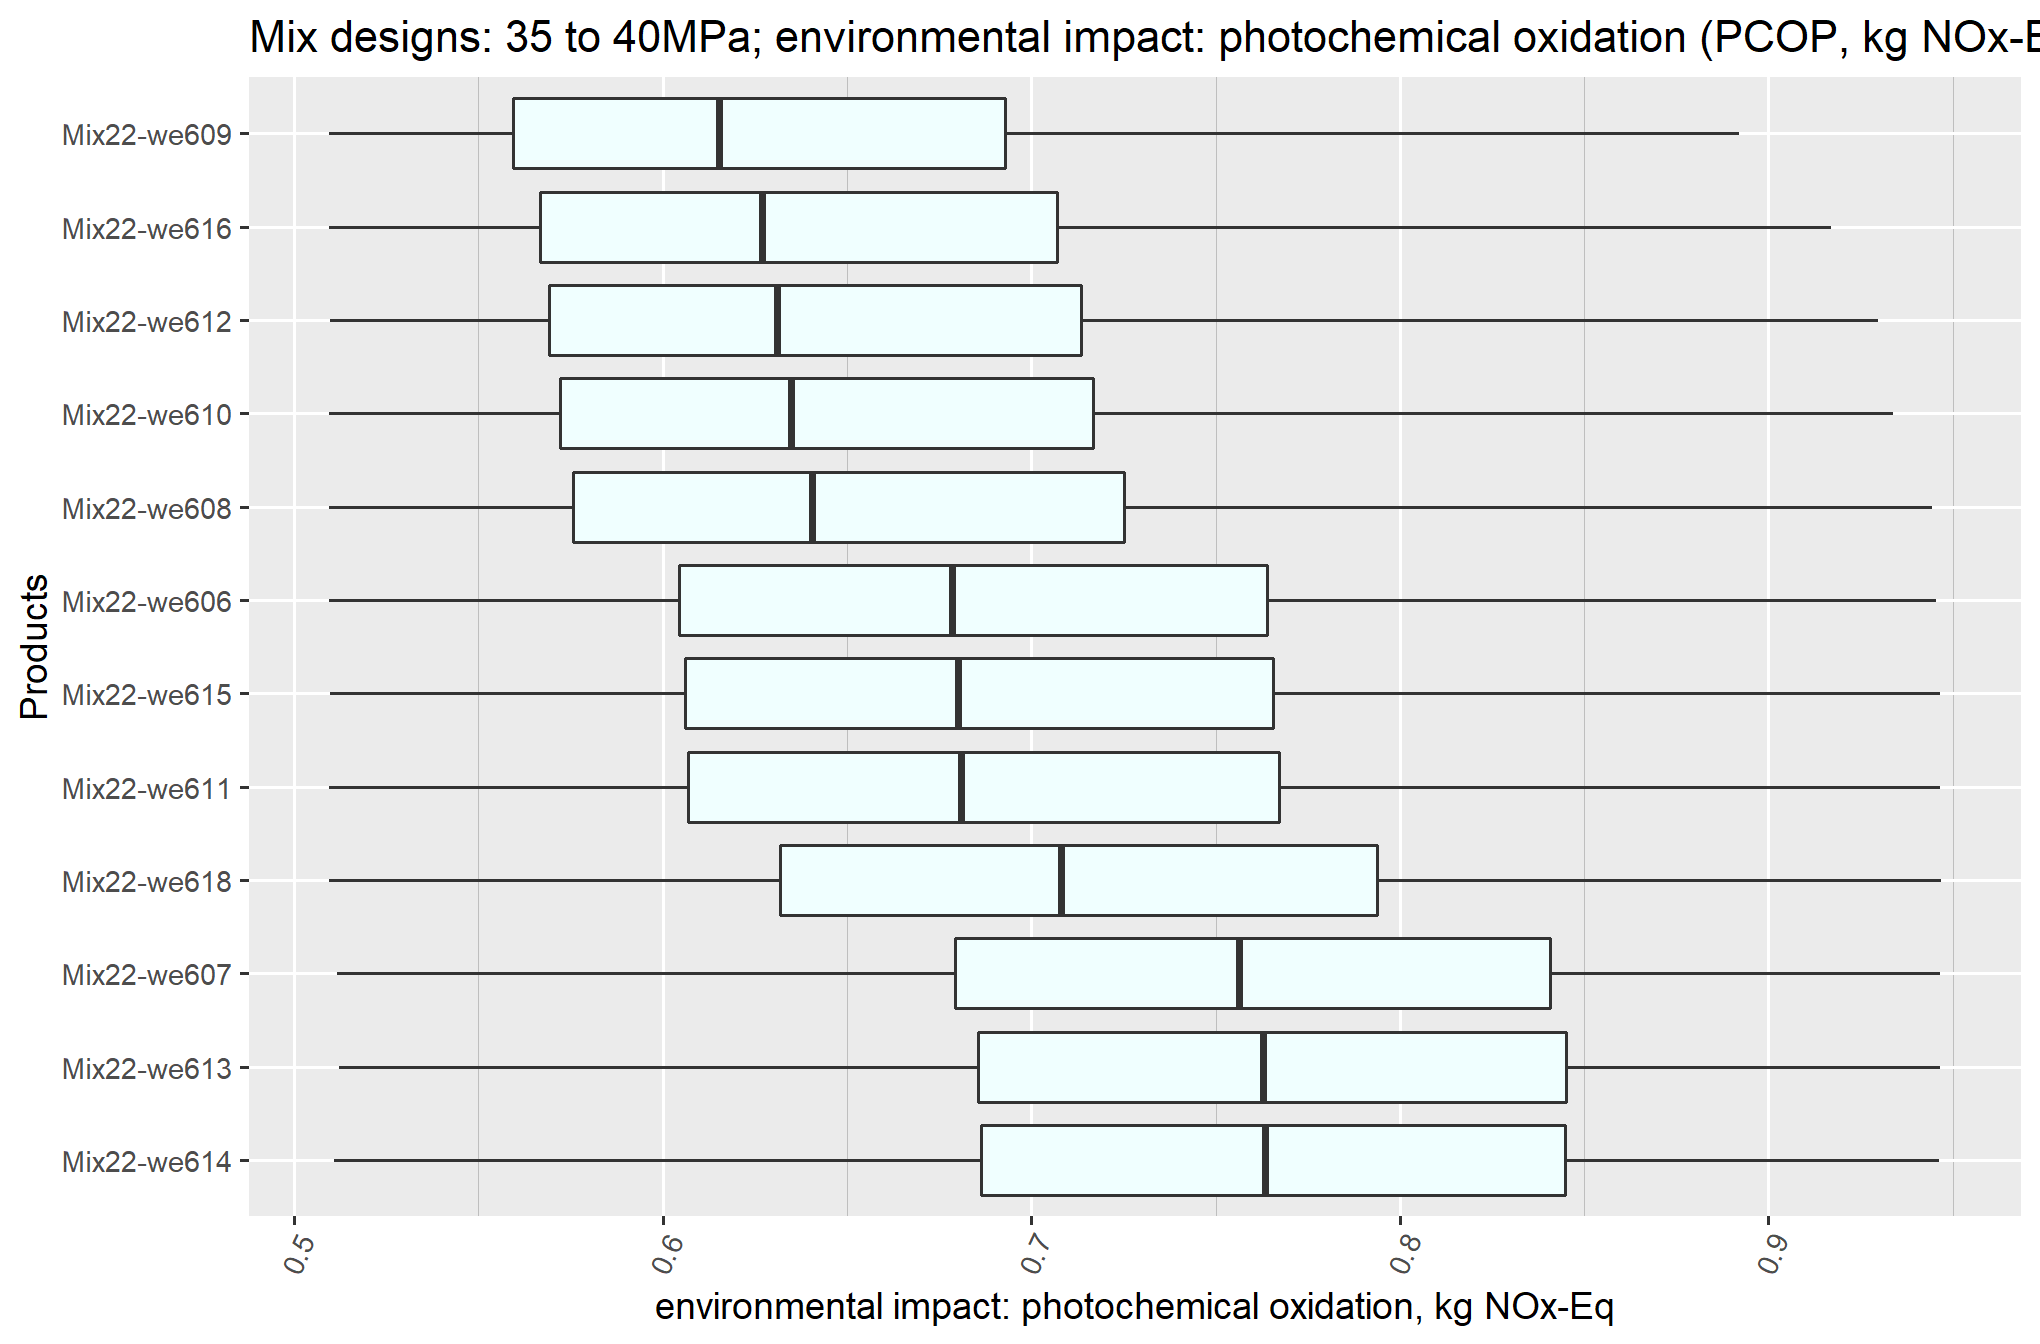 Mix designs: 35 to 40MPa; environmental impact: photochemical oxidation (PCOP, kg NOx-E
Mix22-we609
Mix22-we616
Mix22-we612
Mix22-we610
Mix22-we608
Mix22-we606
Mix22-we615
Mix22-we611
Mix22-we618
Mix22-we607
Mix22-we613
Mix22-we614
Products
0.5 0.6 0.7 0.8 0.9
environmental impact: photochemical oxidation, kg NOx-Eq